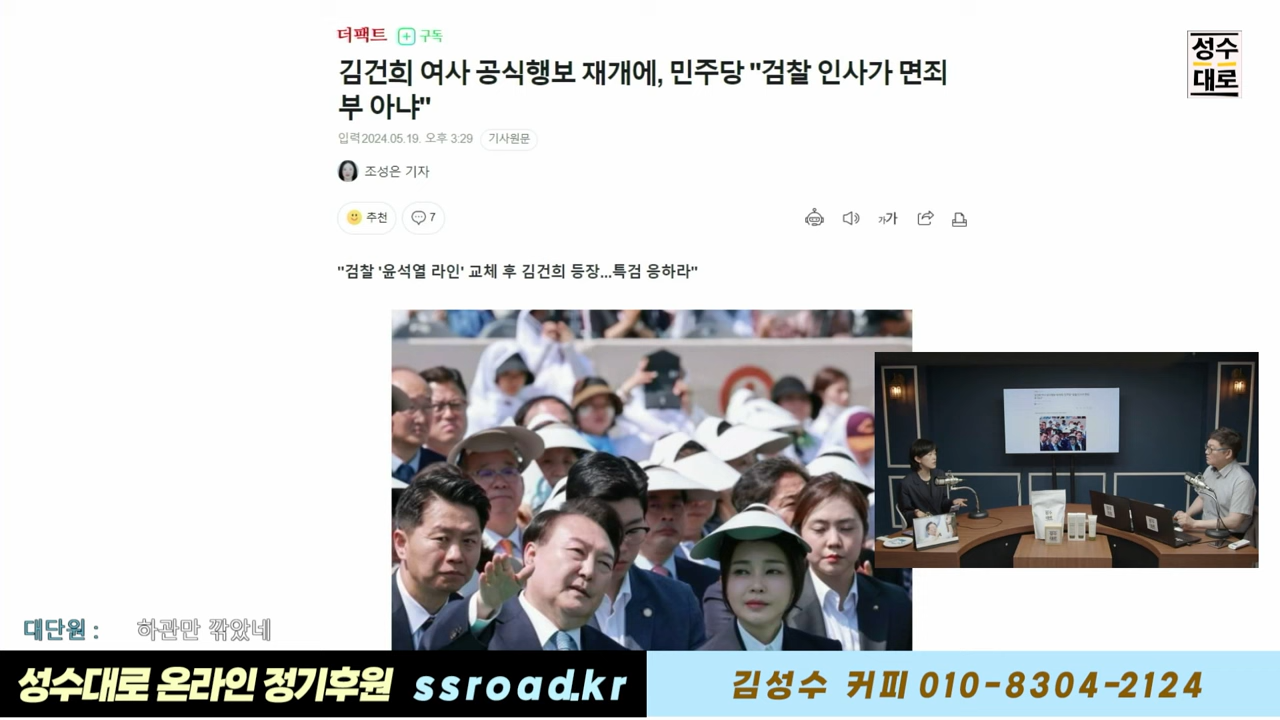 더팩트 구독
김건희 여사 공식행보 재개에, 민주당 "검찰 인사가 면죄
부 아냐"
입력2024.05.19. 오후 3:29 기사원문
조성은 기자
추천 7
가가
"검찰 '윤석열 라인' 교체 후 김건희 등장...특검 응하라"
성수
대로
대단원 : 하관만 깎았네
성수대로 온라인 정기후원 ssroad.kr
김성수 커피 010-8304-2124